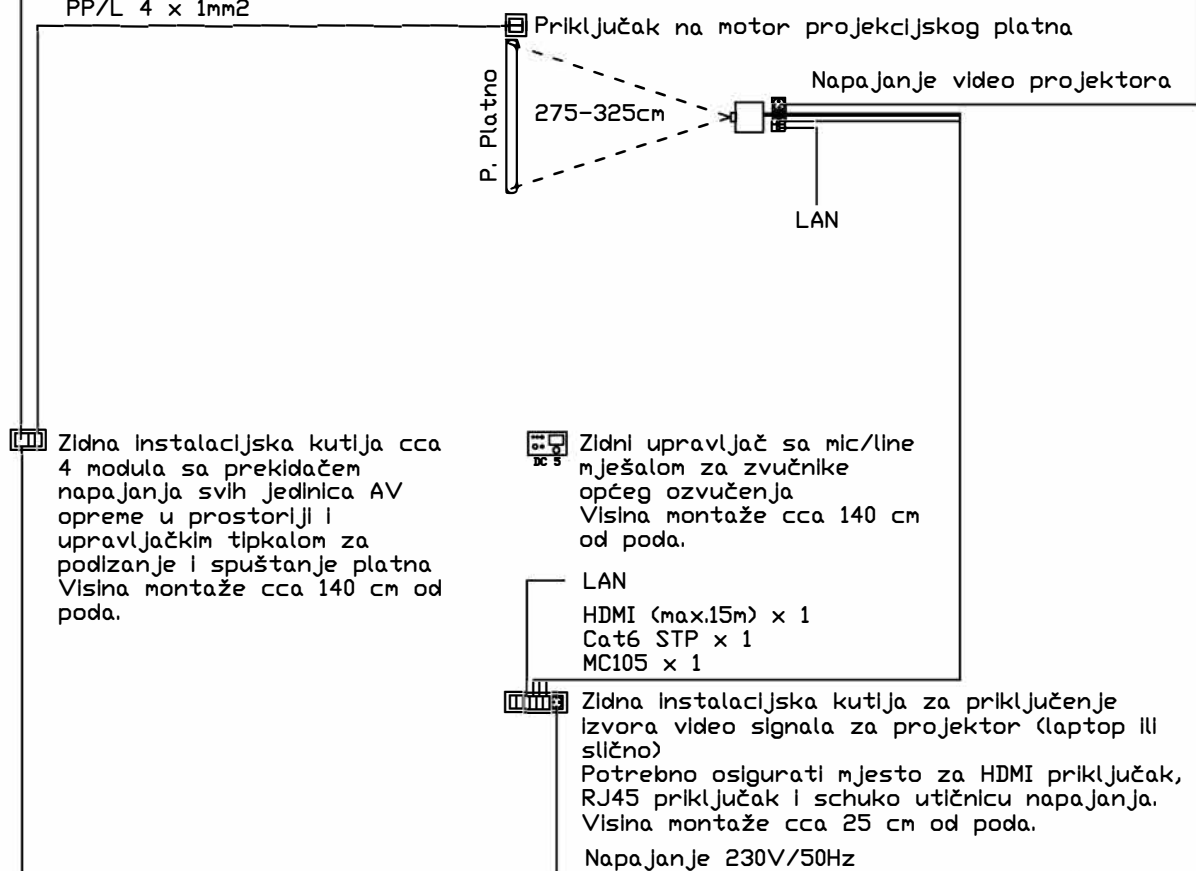 PP/L 4 x 1mm2
Priključak na motor projekcijskog platna
Napajanje video projektora
P. Platno
275-325cm
LAN
Zidna instalacijska kutija cca
4 modula sa prekidačem
napajanja svih jedinica AV
opreme u prostoriji i
upravljačkim tipkalom za
podizanje i spuštanje platna
Visina montaže cca 140 cm od
poda.
DC 5
Zidni upravljač sa mic/line
mješalom za zvučnike
općeg ozvučenja
Visina montaže cca 140 cm
od poda.
LAN
HDMI (max.15m) x 1
Cat6 STP x 1
MC105 x 1
Zidna instalacijska kutija za priključenje
izvora video signala za projektor (laptop ili
slično)
Potrebno osigurati mjesto za HDMI priključak,
RJ45 priključak i schuko utičnicu napajanja.
Visina montaže cca 25 cm od poda.
Napajanje 230V/50Hz